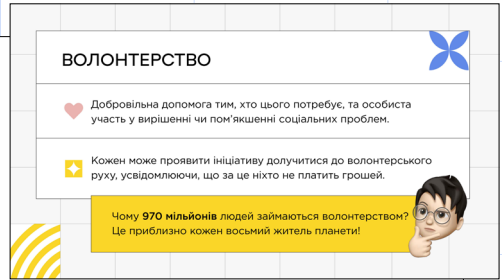 ВОЛОНТЕРСТВО
Добровільна допомога тим, хто цього потребує, та особиста
участь у вирішенні чи пом’якшенні соціальних проблем.
Кожен може проявити ініціативу долучитися до волонтерського
руху, усвідомлюючи, що за це ніхто не платить грошей.
Чому 970 мільйонів людей займаються волонтерством?
Це приблизно кожен восьмий житель планети!